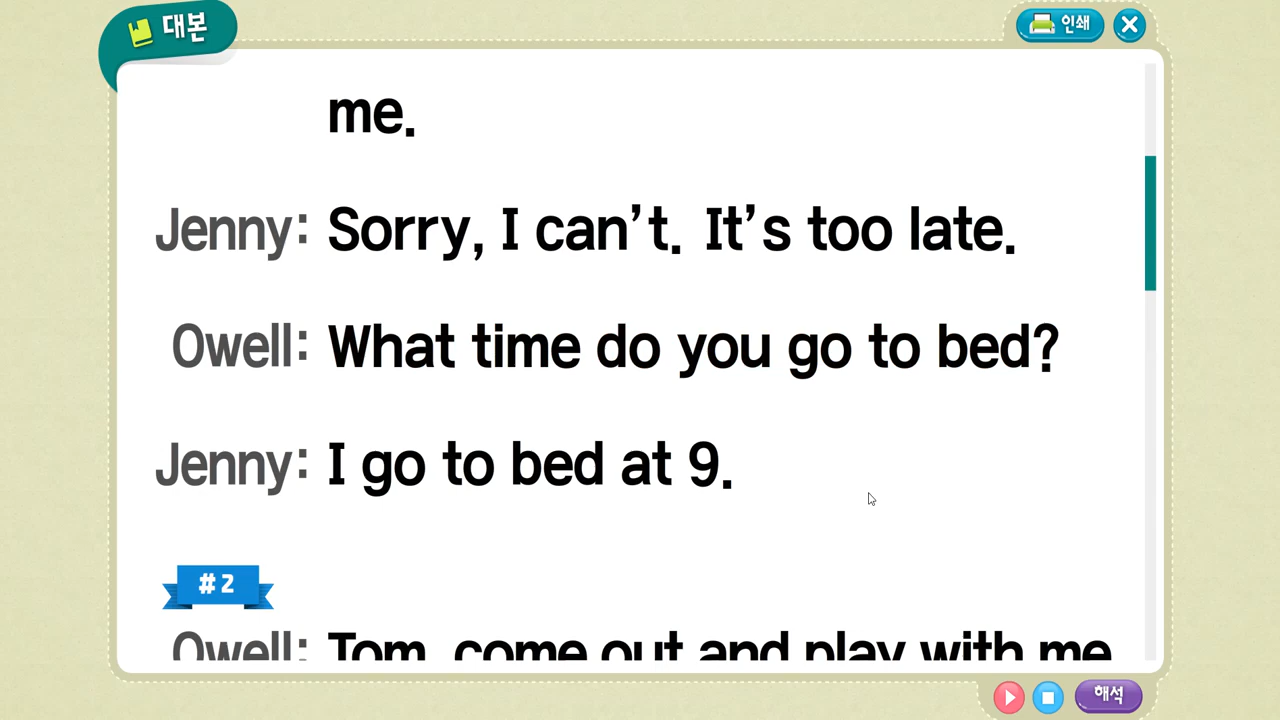 대본
인쇄
me.
Jenny: Sorry, I can't. It's too late.
Owell: What time do you go to bed?
Jenny: I go to bed at 9.
#2
Owell: Tom, come out and play with me
해석